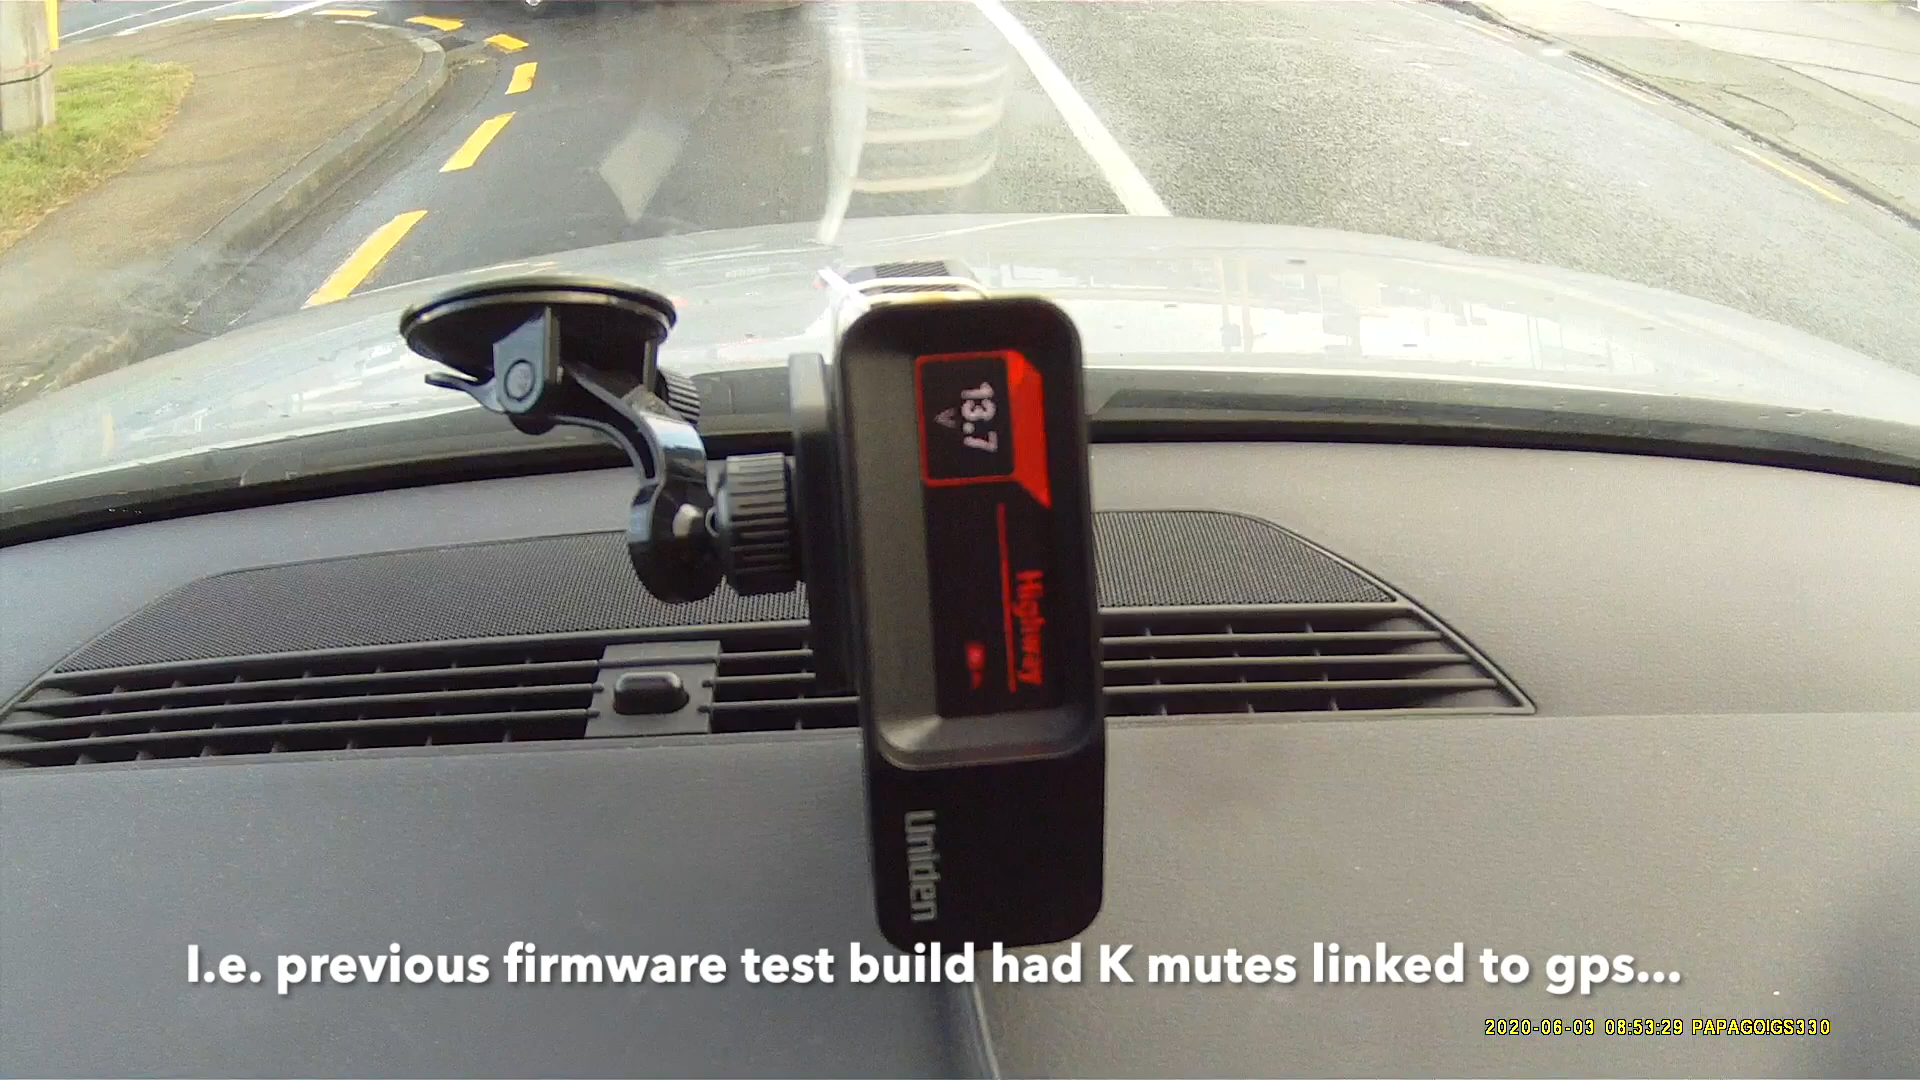 13.7
V
Highway
Uniden
I.e. previous firmware test build had K mutes linked to gps...
2020-06-03 08:53:29 PAPAGO!GS330